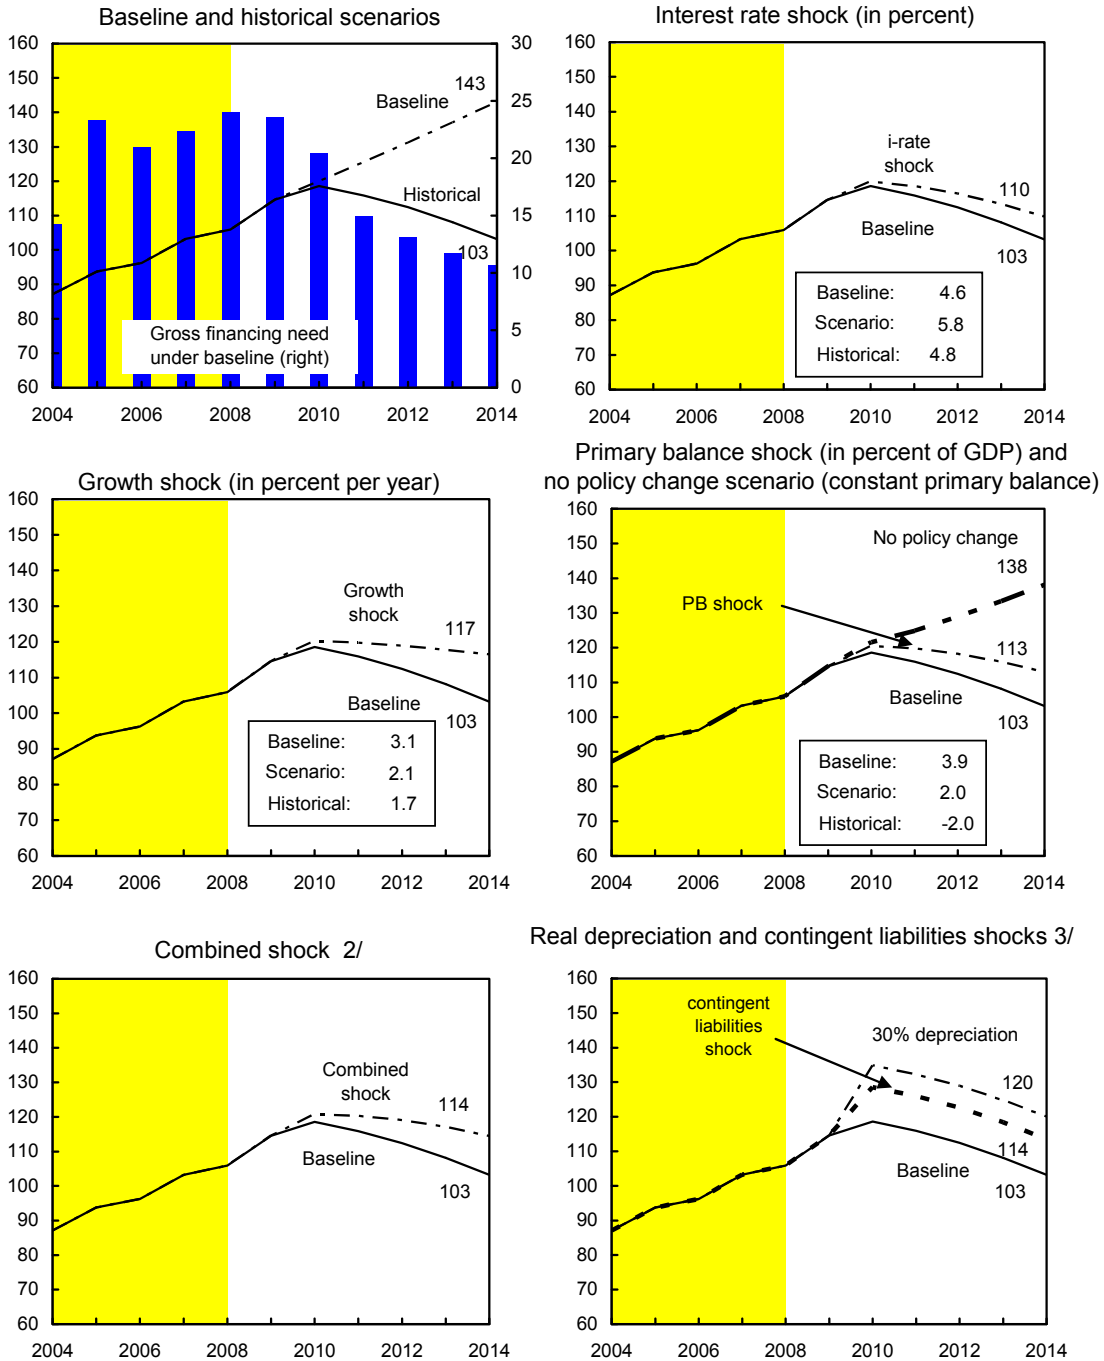 Baseline and historical scenarios
160
150
140
130
120
110
100
90
80
70
60
30
25
20
15
10
5
0
143
Baseline
Historical
103
Gross financing need
under baseline (right)
2004 2006 2008 2010 2012 2014
Interest rate shock (in percent)
160
150
140
130
120
110
100
90
80
70
60
i-rate
shock
110
Baseline
103
Baseline: 4.6
Scenario: 5.8
Historical: 4.8
2004 2006 2008 2010 2012 2014
Growth shock (in percent per year)
160
150
140
130
120
110
100
90
80
70
60
Growth
shock
117
Baseline
103
Baseline: 3.1
Scenario: 2.1
Historical: 1.7
2004 2006 2008 2010 2012 2014
Primary balance shock (in percent of GDP) and
no policy change scenario (constant primary balance)
160
150
140
130
120
110
100
90
80
70
60
No policy change
138
PB shock
113
Baseline
103
Baseline: 3.9
Scenario: 2.0
Historical: -2.0
2004 2006 2008 2010 2012 2014
Combined shock 2/
160
150
140
130
120
110
100
90
80
70
60
Combined
shock
114
Baseline
103
2004 2006 2008 2010 2012 2014
Real depreciation and contingent liabilities shocks 3/
160
150
140
130
120
110
100
90
80
70
60
contingent
liabilities
shock
30% depreciation
120
114
Baseline
103
2004 2006 2008 2010 2012 2014